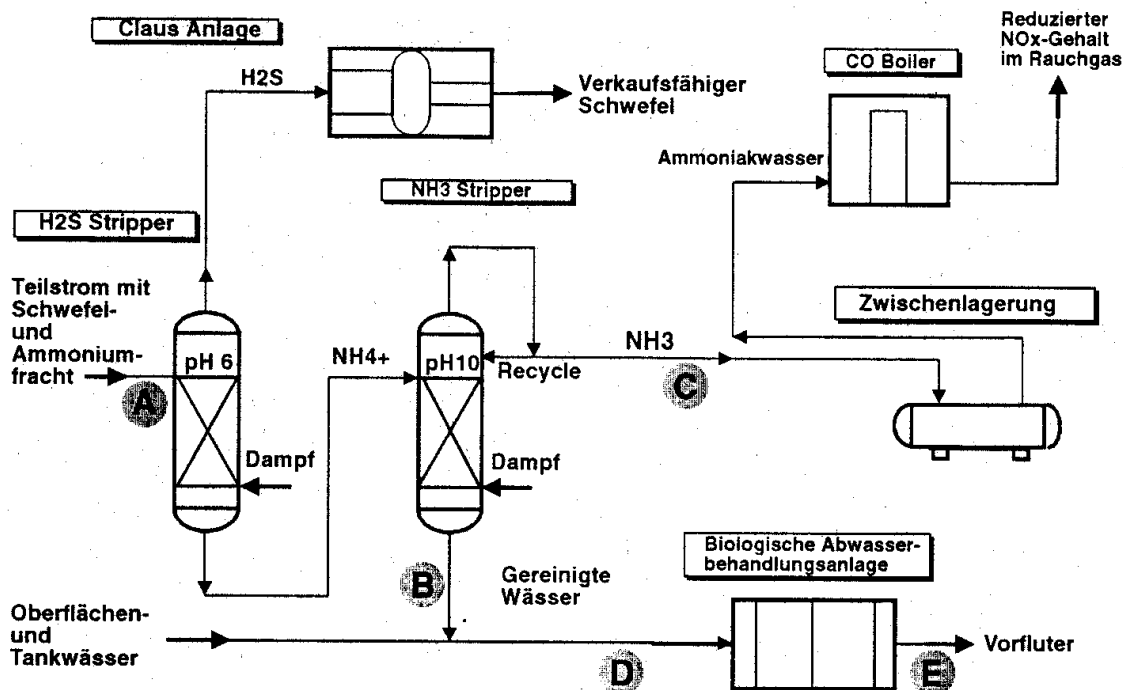 Claus Anlage
H2S
Verkaufsfähiger
Schwefel
Reduzierter
NOx-Gehalt
im Rauchgas
CO Boiler
Ammoniakwasser
NH3 Stripper
H2S Stripper
Teilstrom mit
Schwefel-
und
Ammonium-
fracht
A
pH 6
Dampf
NH4+
pH10
Recycle
Dampf
NH3
C
Zwischenlagerung
B
Gereinigte
Wässer
Biologische Abwasser-
behandlungsanlage
Oberflächen-
und
Tankwässer
D
E
Vorfluter